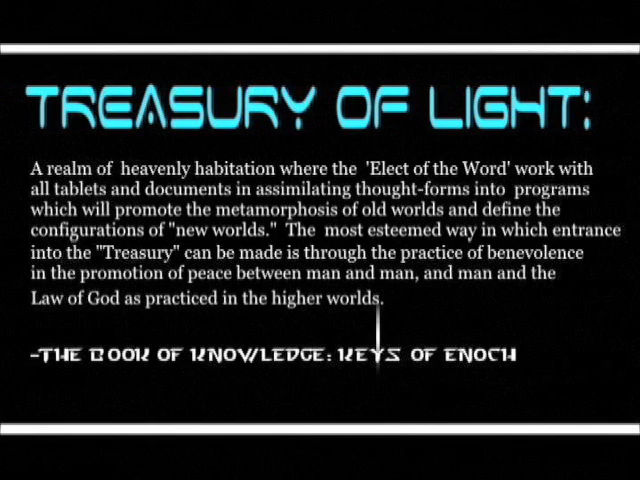 TREASURY OF LIGHT:
A realm of heavenly habitation where the 'Elect of the Word' work with
all tablets and documents in assimilating thought-forms into programs
which will promote the metamorphosis of old worlds and define the
configurations of "new worlds." The most esteemed way in which entrance
into the "Treasury" can be made is through the practice of benevolence
in the promotion of peace between man and man, and man and the
Law of God as practiced in the higher worlds.
-THE BOOK OF KNOWLEDGE: KEYS OF ENOCH